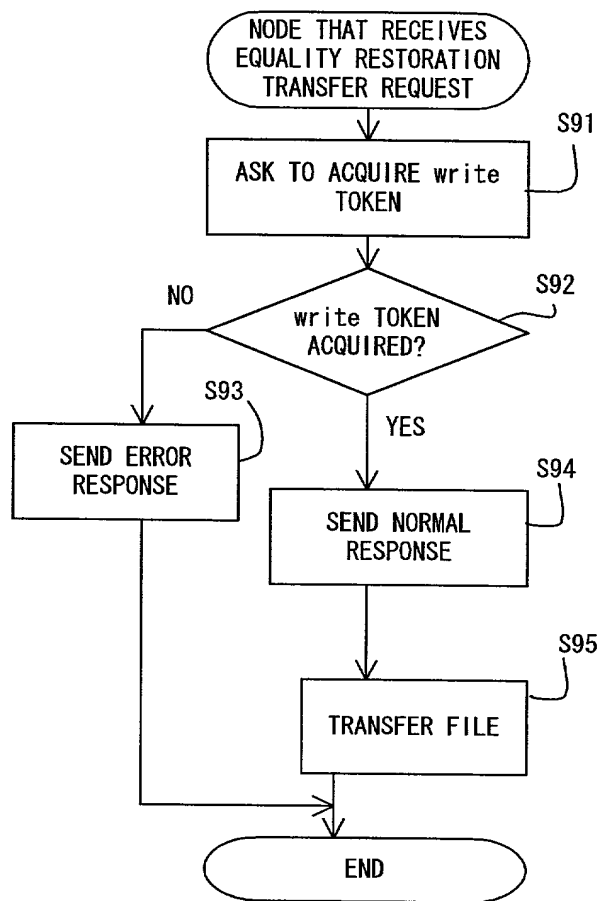 NODE THAT RECEIVES
EQUALITY RESTORATION
TRANSFER REQUEST
S91
ASK TO ACQUIRE write
TOKEN
S92
NO
write TOKEN
ACQUIRED?
S93
YES
SEND ERROR
RESPONSE
S94
SEND NORMAL
RESPONSE
S95
TRANSFER FILE
END